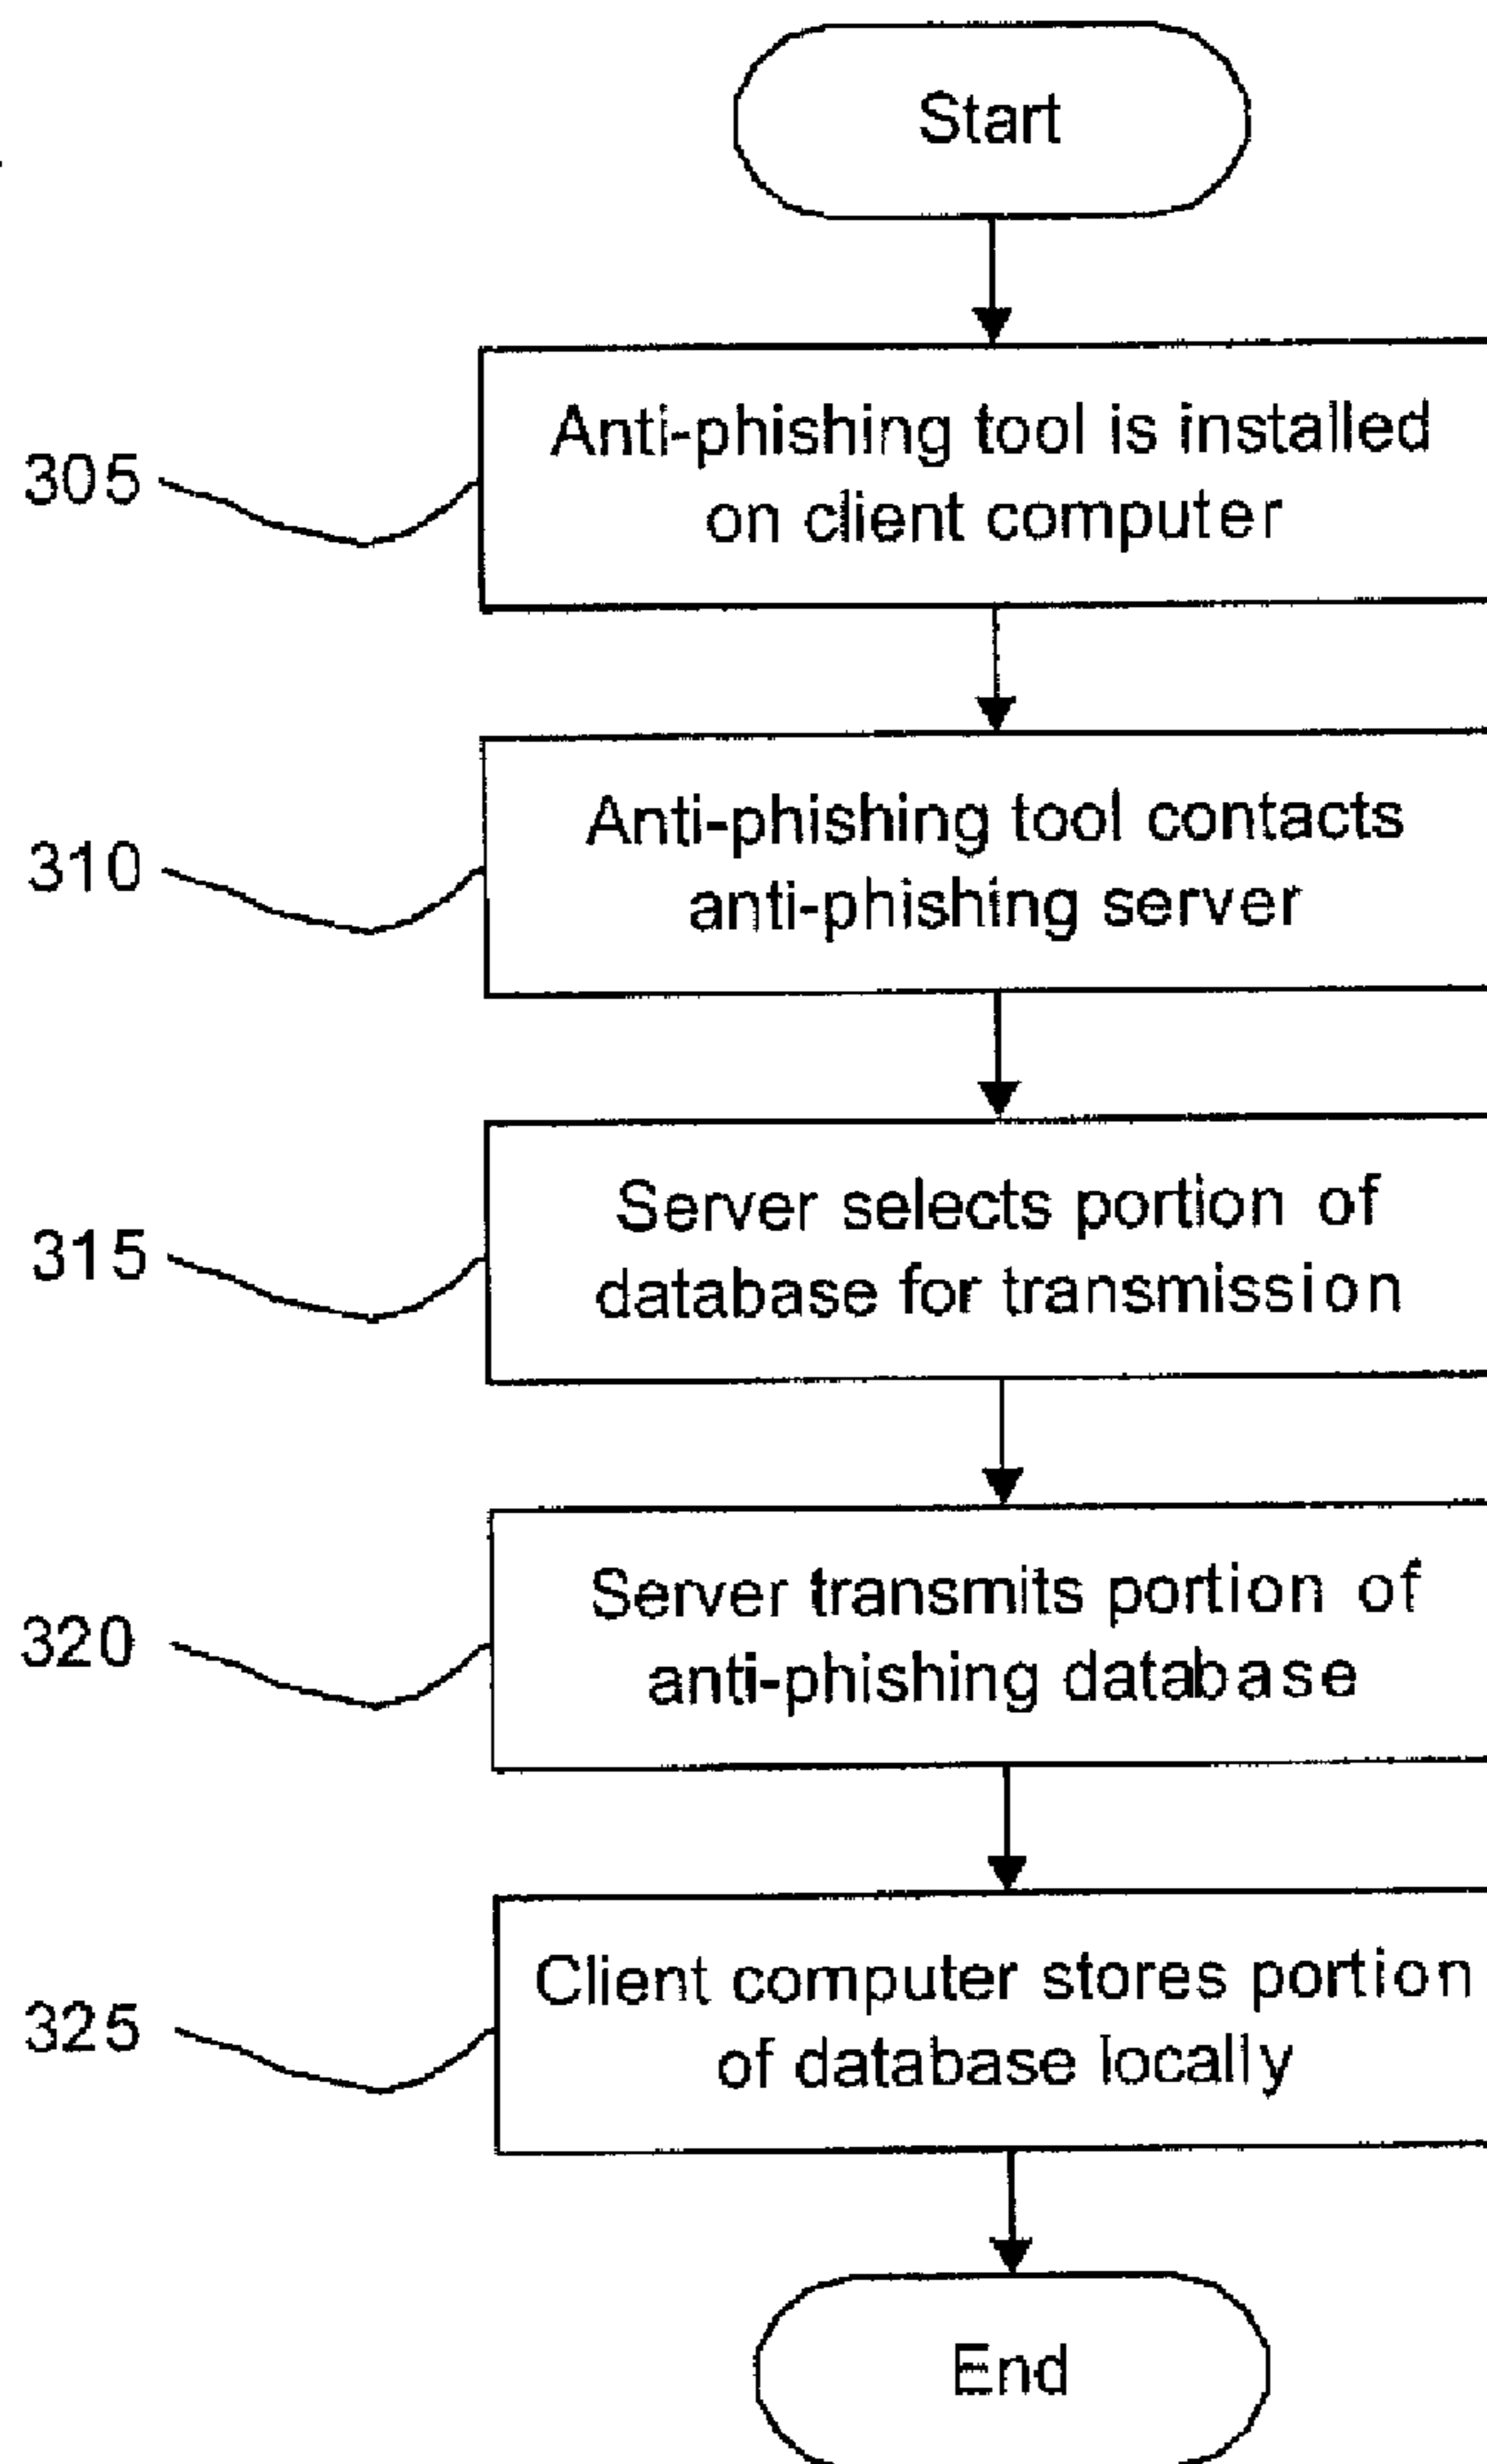 Start
305
Anti-phishing tool is installed
on client computer
310
Anti-phishing tool contacts
anti-phishing server
315
Server selects portion of
database for transmission
320
Server transmits portion of
anti-phishing database
325
Client computer stores portion
of database locally
End